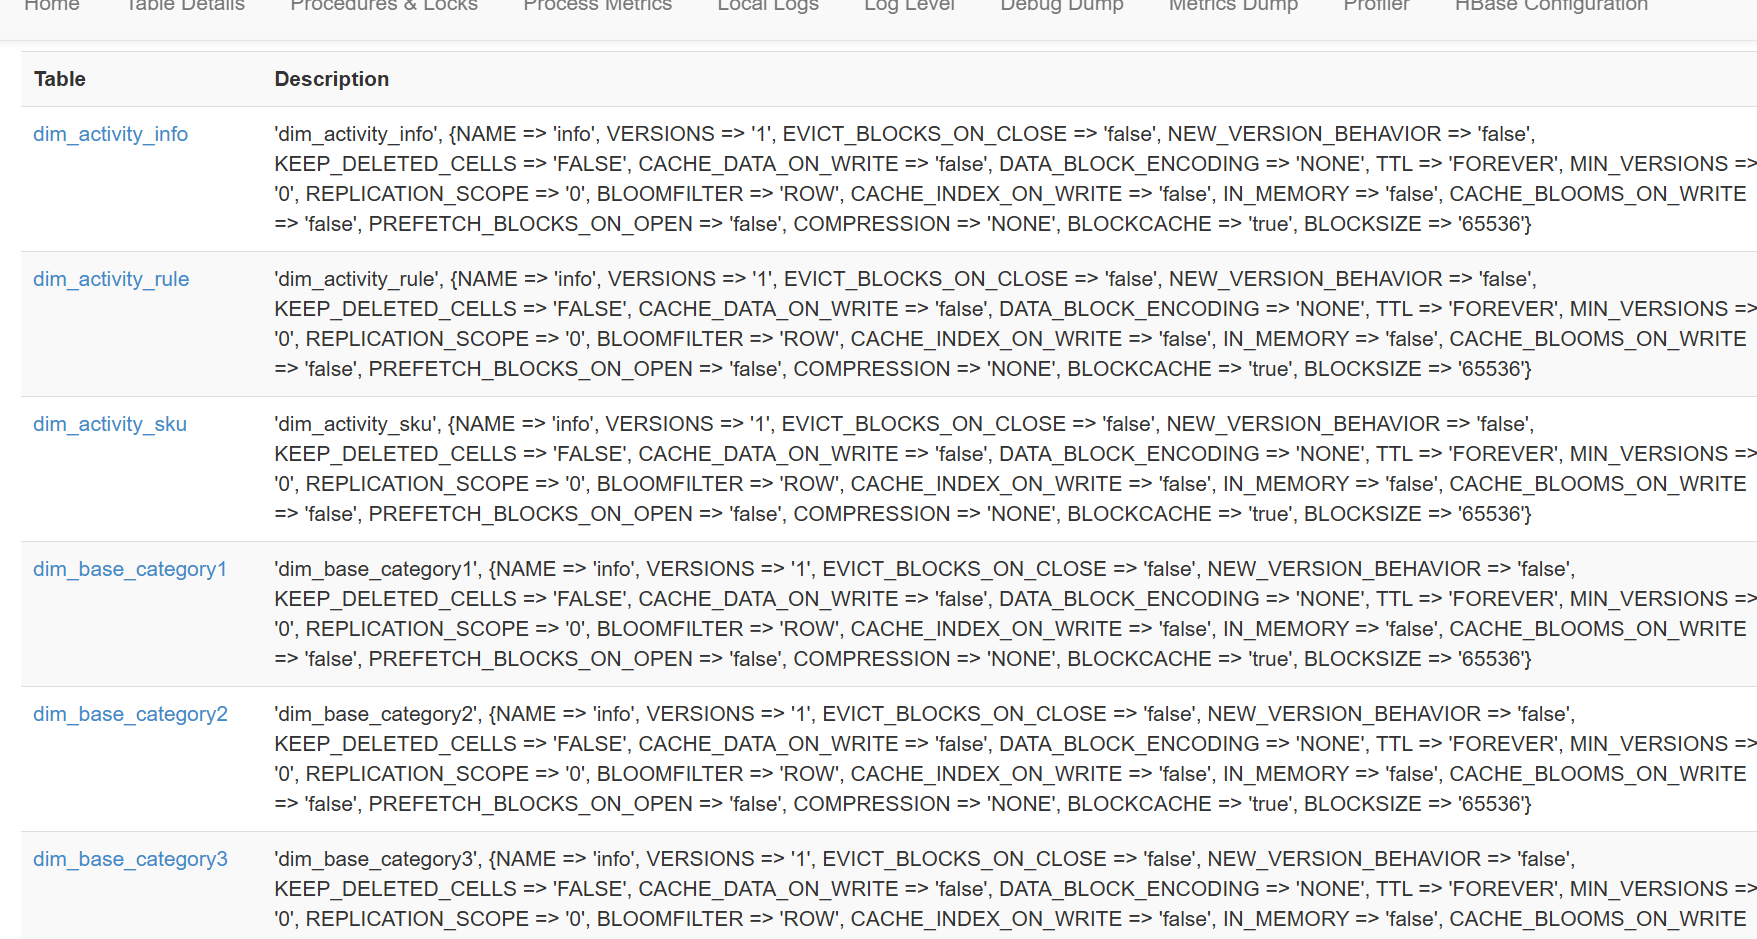 Home Table Details Procedures & Locks Process Metrics Local Logs Log Level Debug Dump Metrics Dump Profiler HBase Configuration
Table Description
dim_activity_info 'dim_activity_info', {NAME => 'info', VERSIONS => '1', EVICT_BLOCKS_ON_CLOSE => 'false', NEW_VERSION_BEHAVIOR => 'false',
KEEP_DELETED_CELLS => 'FALSE', CACHE_DATA_ON_WRITE => 'false', DATA_BLOCK_ENCODING => 'NONE', TTL => 'FOREVER', MIN_VERSIONS =>
'0', REPLICATION_SCOPE => '0', BLOOMFILTER => 'ROW', CACHE_INDEX_ON_WRITE => 'false', IN_MEMORY => 'false', CACHE_BLOOMS_ON_WRITE
=> 'false', PREFETCH_BLOCKS_ON_OPEN => 'false', COMPRESSION => 'NONE', BLOCKCACHE => 'true', BLOCKSIZE => '65536'}
dim_activity_rule 'dim_activity_rule', {NAME => 'info', VERSIONS => '1', EVICT_BLOCKS_ON_CLOSE => 'false', NEW_VERSION_BEHAVIOR => 'false',
KEEP_DELETED_CELLS => 'FALSE', CACHE_DATA_ON_WRITE => 'false', DATA_BLOCK_ENCODING => 'NONE', TTL => 'FOREVER', MIN_VERSIONS =>
'0', REPLICATION_SCOPE => '0', BLOOMFILTER => 'ROW', CACHE_INDEX_ON_WRITE => 'false', IN_MEMORY => 'false', CACHE_BLOOMS_ON_WRITE
=> 'false', PREFETCH_BLOCKS_ON_OPEN => 'false', COMPRESSION => 'NONE', BLOCKCACHE => 'true', BLOCKSIZE => '65536'}
dim_activity_sku 'dim_activity_sku', {NAME => 'info', VERSIONS => '1', EVICT_BLOCKS_ON_CLOSE => 'false', NEW_VERSION_BEHAVIOR => 'false',
KEEP_DELETED_CELLS => 'FALSE', CACHE_DATA_ON_WRITE => 'false', DATA_BLOCK_ENCODING => 'NONE', TTL => 'FOREVER', MIN_VERSIONS =>
'0', REPLICATION_SCOPE => '0', BLOOMFILTER => 'ROW', CACHE_INDEX_ON_WRITE => 'false', IN_MEMORY => 'false', CACHE_BLOOMS_ON_WRITE
=> 'false', PREFETCH_BLOCKS_ON_OPEN => 'false', COMPRESSION => 'NONE', BLOCKCACHE => 'true', BLOCKSIZE => '65536'}
dim_base_category1 'dim_base_category1', {NAME => 'info', VERSIONS => '1', EVICT_BLOCKS_ON_CLOSE => 'false', NEW_VERSION_BEHAVIOR => 'false',
KEEP_DELETED_CELLS => 'FALSE', CACHE_DATA_ON_WRITE => 'false', DATA_BLOCK_ENCODING => 'NONE', TTL => 'FOREVER', MIN_VERSIONS =>
'0', REPLICATION_SCOPE => '0', BLOOMFILTER => 'ROW', CACHE_INDEX_ON_WRITE => 'false', IN_MEMORY => 'false', CACHE_BLOOMS_ON_WRITE
=> 'false', PREFETCH_BLOCKS_ON_OPEN => 'false', COMPRESSION => 'NONE', BLOCKCACHE => 'true', BLOCKSIZE => '65536'}
dim_base_category2 'dim_base_category2', {NAME => 'info', VERSIONS => '1', EVICT_BLOCKS_ON_CLOSE => 'false', NEW_VERSION_BEHAVIOR => 'false',
KEEP_DELETED_CELLS => 'FALSE', CACHE_DATA_ON_WRITE => 'false', DATA_BLOCK_ENCODING => 'NONE', TTL => 'FOREVER', MIN_VERSIONS =>
'0', REPLICATION_SCOPE => '0', BLOOMFILTER => 'ROW', CACHE_INDEX_ON_WRITE => 'false', IN_MEMORY => 'false', CACHE_BLOOMS_ON_WRITE
=> 'false', PREFETCH_BLOCKS_ON_OPEN => 'false', COMPRESSION => 'NONE', BLOCKCACHE => 'true', BLOCKSIZE => '65536'}
dim_base_category3 'dim_base_category3', {NAME => 'info', VERSIONS => '1', EVICT_BLOCKS_ON_CLOSE => 'false', NEW_VERSION_BEHAVIOR => 'false',
KEEP_DELETED_CELLS => 'FALSE', CACHE_DATA_ON_WRITE => 'false', DATA_BLOCK_ENCODING => 'NONE', TTL => 'FOREVER', MIN_VERSIONS =>
'0', REPLICATION_SCOPE => '0', BLOOMFILTER => 'ROW', CACHE_INDEX_ON_WRITE => 'false', IN_MEMORY => 'false', CACHE_BLOOMS_ON_WRITE